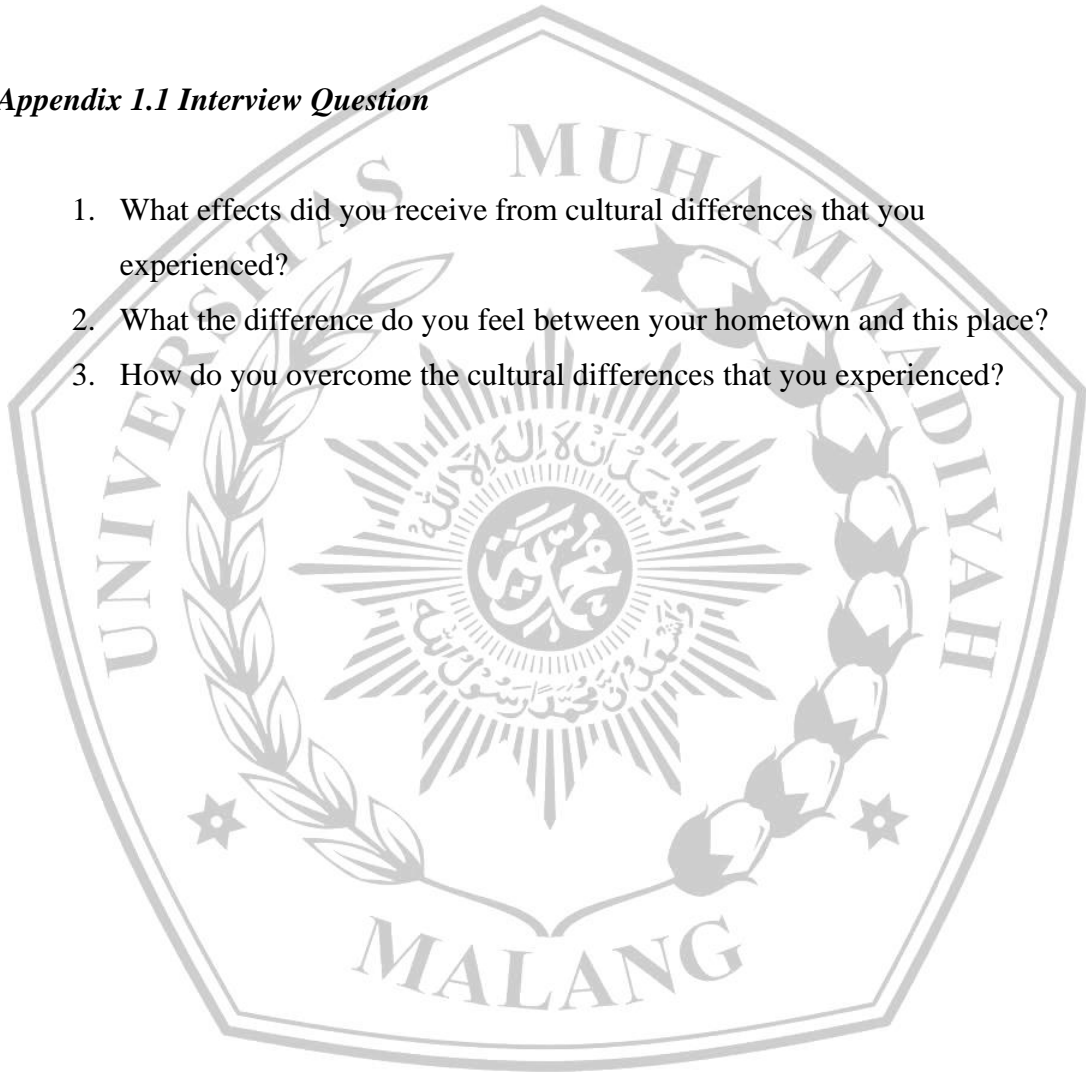 Appendix 1.1 Interview Question
1. What effects did you receive from cultural differences that you
experienced?
2. What the difference do you feel between your hometown and this place?
3. How do you overcome the cultural differences that you experienced?
UNIVERSITAS MUHAMMADIYAH
MALANG